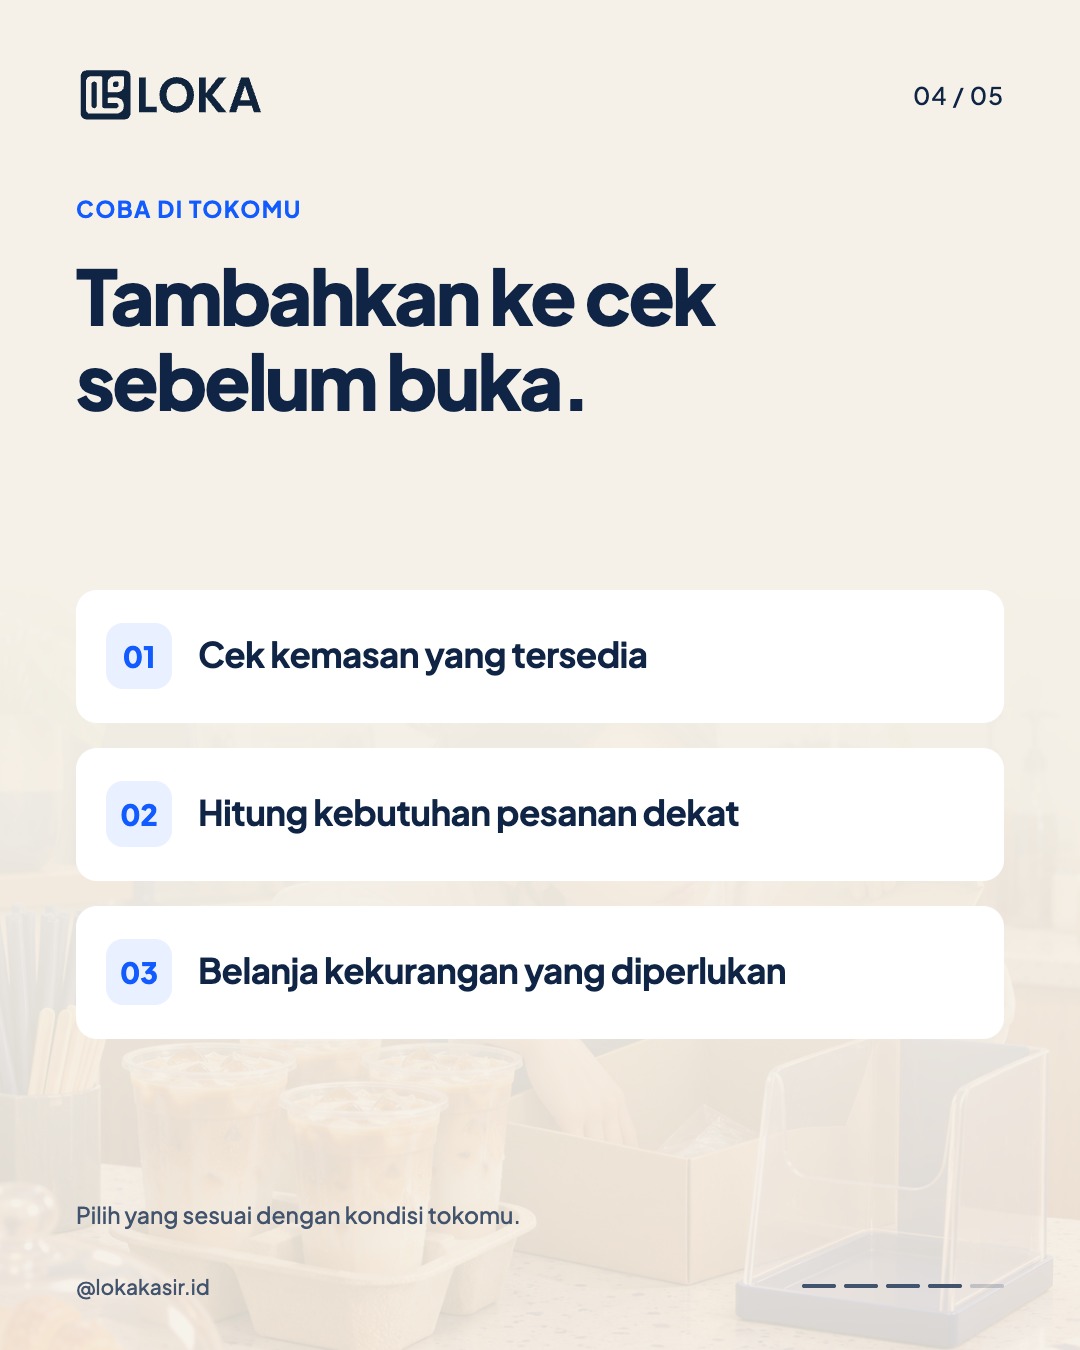 LOKA
04 / 05
COBA DI TOKOMU
Tambahkan ke cek
sebelum buka.
01 Cek kemasan yang tersedia
02 Hitung kebutuhan pesanan dekat
03 Belanja kekurangan yang diperlukan
Pilih yang sesuai dengan kondisi tokomu.
@lokakasir.id